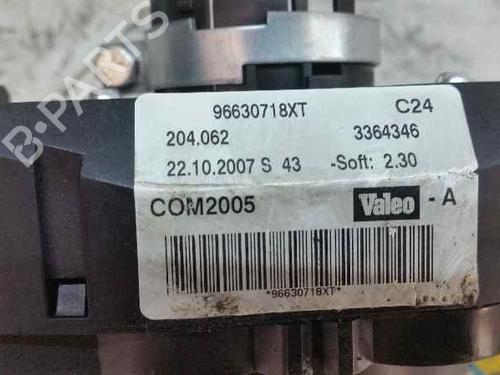 B-PARTS
96630718XT C24
204.062 3364346
22.10.2007 S 43 -Soft: 2.30
COM2005 Valeo - A
*96630718XT*